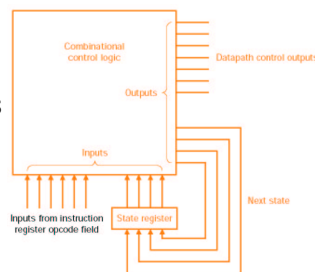 Combinational
control logic
Datapath control outputs
Outputs
Inputs
Inputs from instruction
register opcode field
State register
Next state